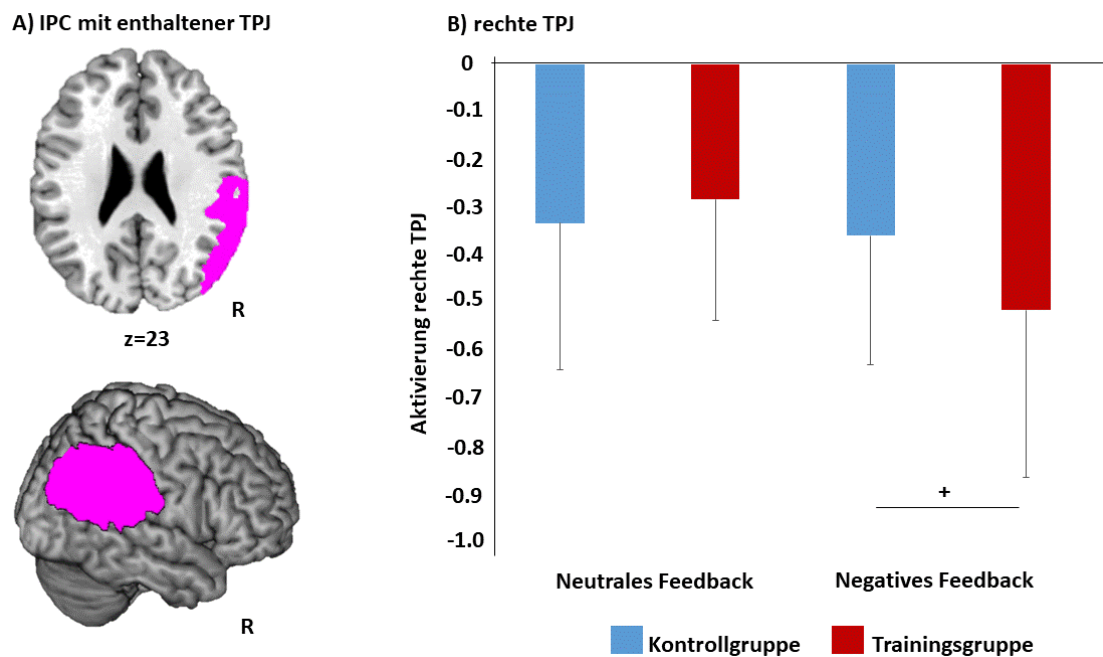 A) IPC mit enthaltener TPJ
R
z=23
R
B) rechte TPJ
Aktivierung rechte TPJ
0
-0.1
-0.2
-0.3
-0.4
-0.5
-0.6
-0.7
-0.8
-0.9
-1.0
+
Neutrales Feedback
Negatives Feedback
Kontrollgruppe
Trainingsgruppe